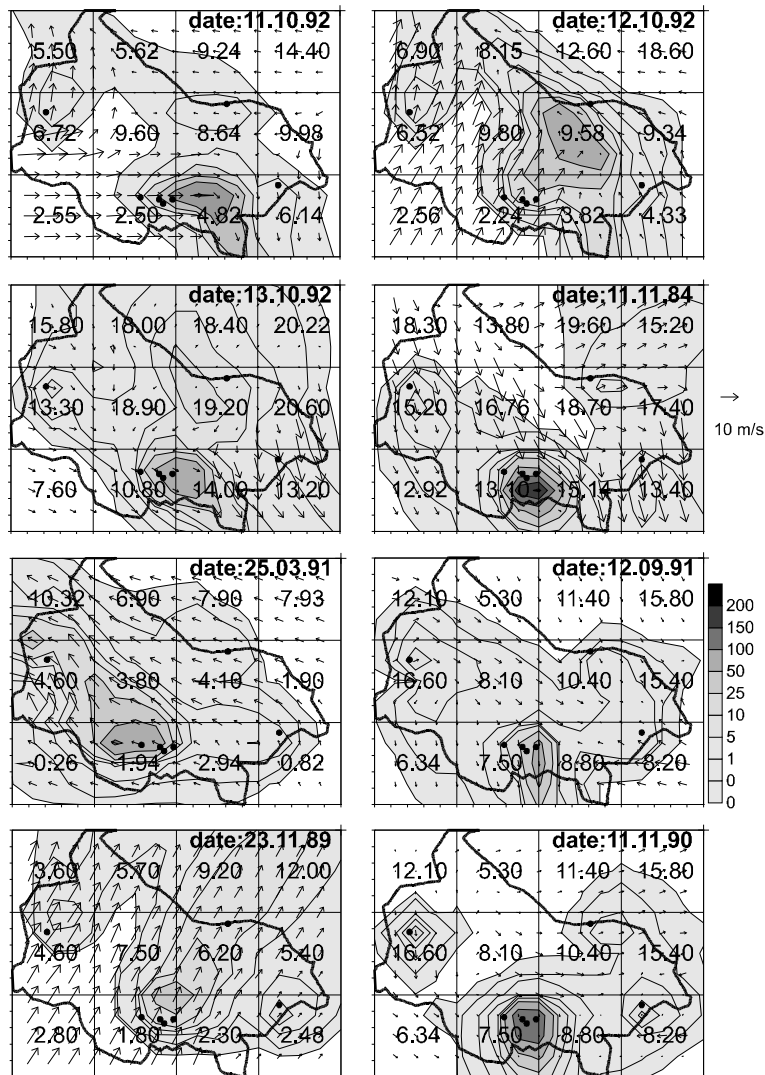 date:11.10.92
5.50 5.62 9.24 14.40
6.72 9.60 8.64 9.98
2.55 2.50 4.82 6.14
date:12.10.92
6.90 8.15 12.60 18.60
6.52 9.80 9.58 9.34
2.56 2.24 3.82 4.33
date:13.10.92
15.80 18.00 18.40 20.22
13.30 18.90 19.20 20.60
7.60 10.80 14.00 13.20
date:11.11.84
18.30 13.80 19.60 15.20
15.20 16.76 18.70 17.40
12.92 13.10 15.14 13.40
10 m/s
date:25.03.91
10.32 6.90 7.90 7.93
4.60 3.80 4.10 1.90
-0.26 1.94 2.94 0.82
date:12.09.91
12.10 5.30 11.40 15.80
16.60 8.10 10.40 15.40
6.34 7.50 8.80 8.20
200
150
100
50
25
10
5
1
0
0
date:23.11.89
3.60 5.70 9.20 12.00
4.60 7.50 6.20 5.40
2.80 1.80 2.30 2.48
date:11.11.90
12.10 5.30 11.40 15.80
16.60 8.10 10.40 15.40
6.34 7.50 8.80 8.20